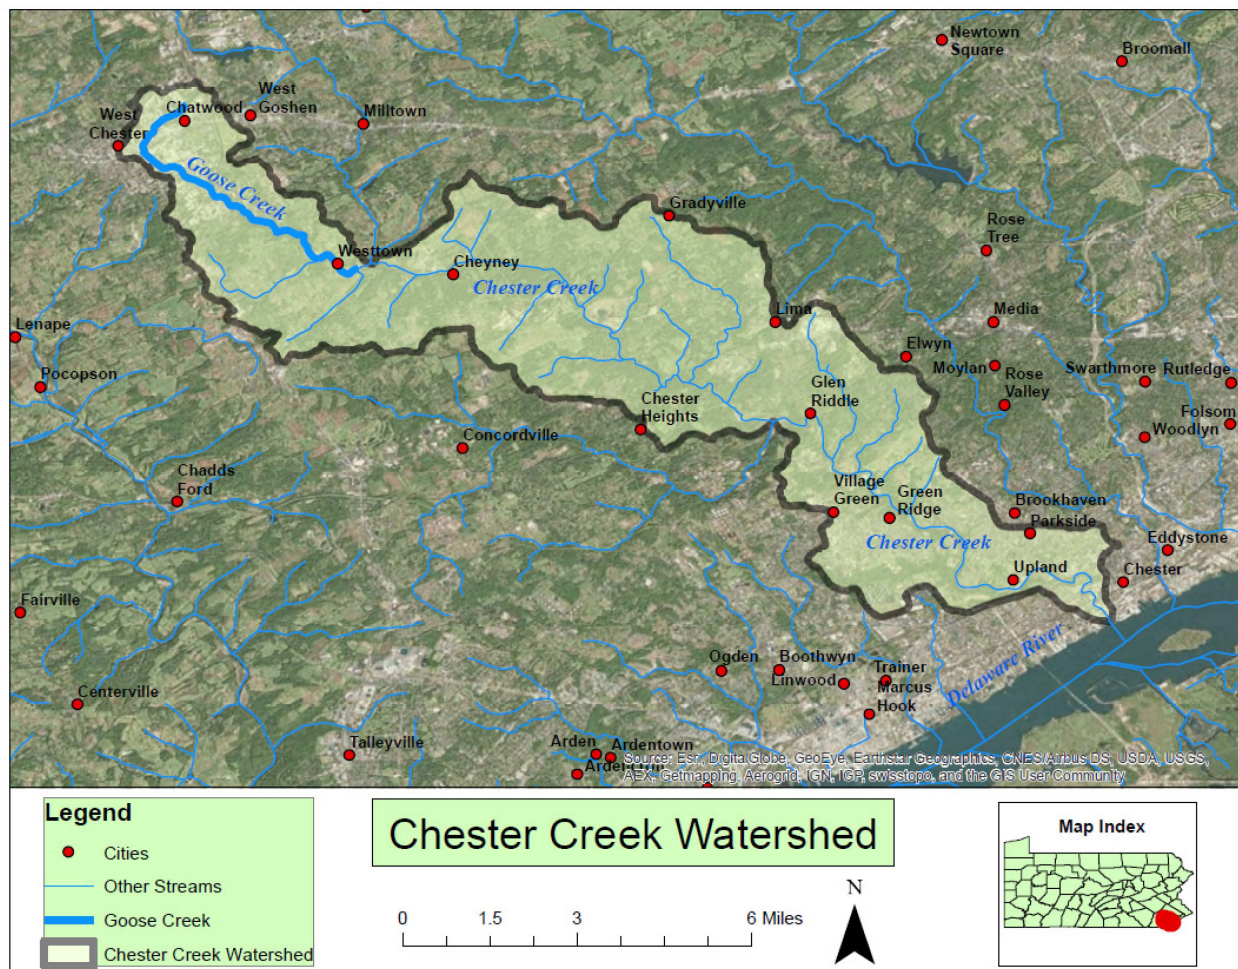 Newtown
Square
Broomall
West
Goshen
Chatwood
Milltown
West
Chester
Goose Creek
Gradyville
Rose
Tree
Westtown
Cheyney
Chester Creek
Lima
Media
Lenape
Elwyn
Moylan
Rose
Valley
Swarthmore
Rutledge
Pocopson
Glen
Riddle
Chester
Heights
Folsom
Woodlyn
Concordville
Chadds
Ford
Village
Green
Green
Ridge
Brookhaven
Parkside
Chester Creek
Eddystone
Upland
Chester
Fairville
Delaware River
Ogden
Boothwyn
Linwood
Trainer
Marcus
Hook
Centerville
Talleyville
Arden
Ardentown
Source: Esri, DigitalGlobe, GeoEye, Earthstar Geographics, CNES/Airbus DS, USDA, USGS,
AEX, Getmapping, Aerogrid, IGN, IGP, swisstopo, and the GIS User Community
Legend
Cities
Other Streams
Goose Creek
Chester Creek Watershed
Chester Creek Watershed
0 1.5 3 6 Miles
N
Map Index